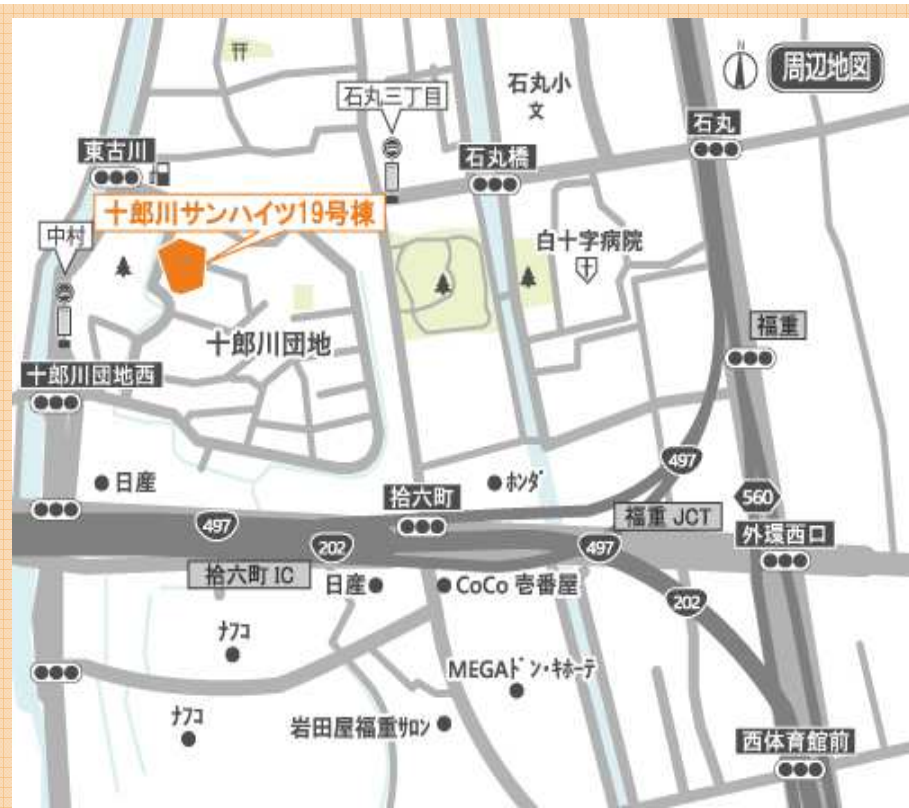 N
周辺地図
石丸小
文
石丸三丁目
石丸
東古川
石丸橋
十郎川サンハイツ19号棟
中村
白十字病院
福重
十郎川団地
十郎川団地西
497
日産
ホンダ
拾六町
560
497
福重 JCT
202
497
外環西口
拾六町 IC
日産
CoCo 壱番屋
202
ナフコ
MEGAドン・キホーテ
ナフコ
岩田屋福重サロン
西体育館前